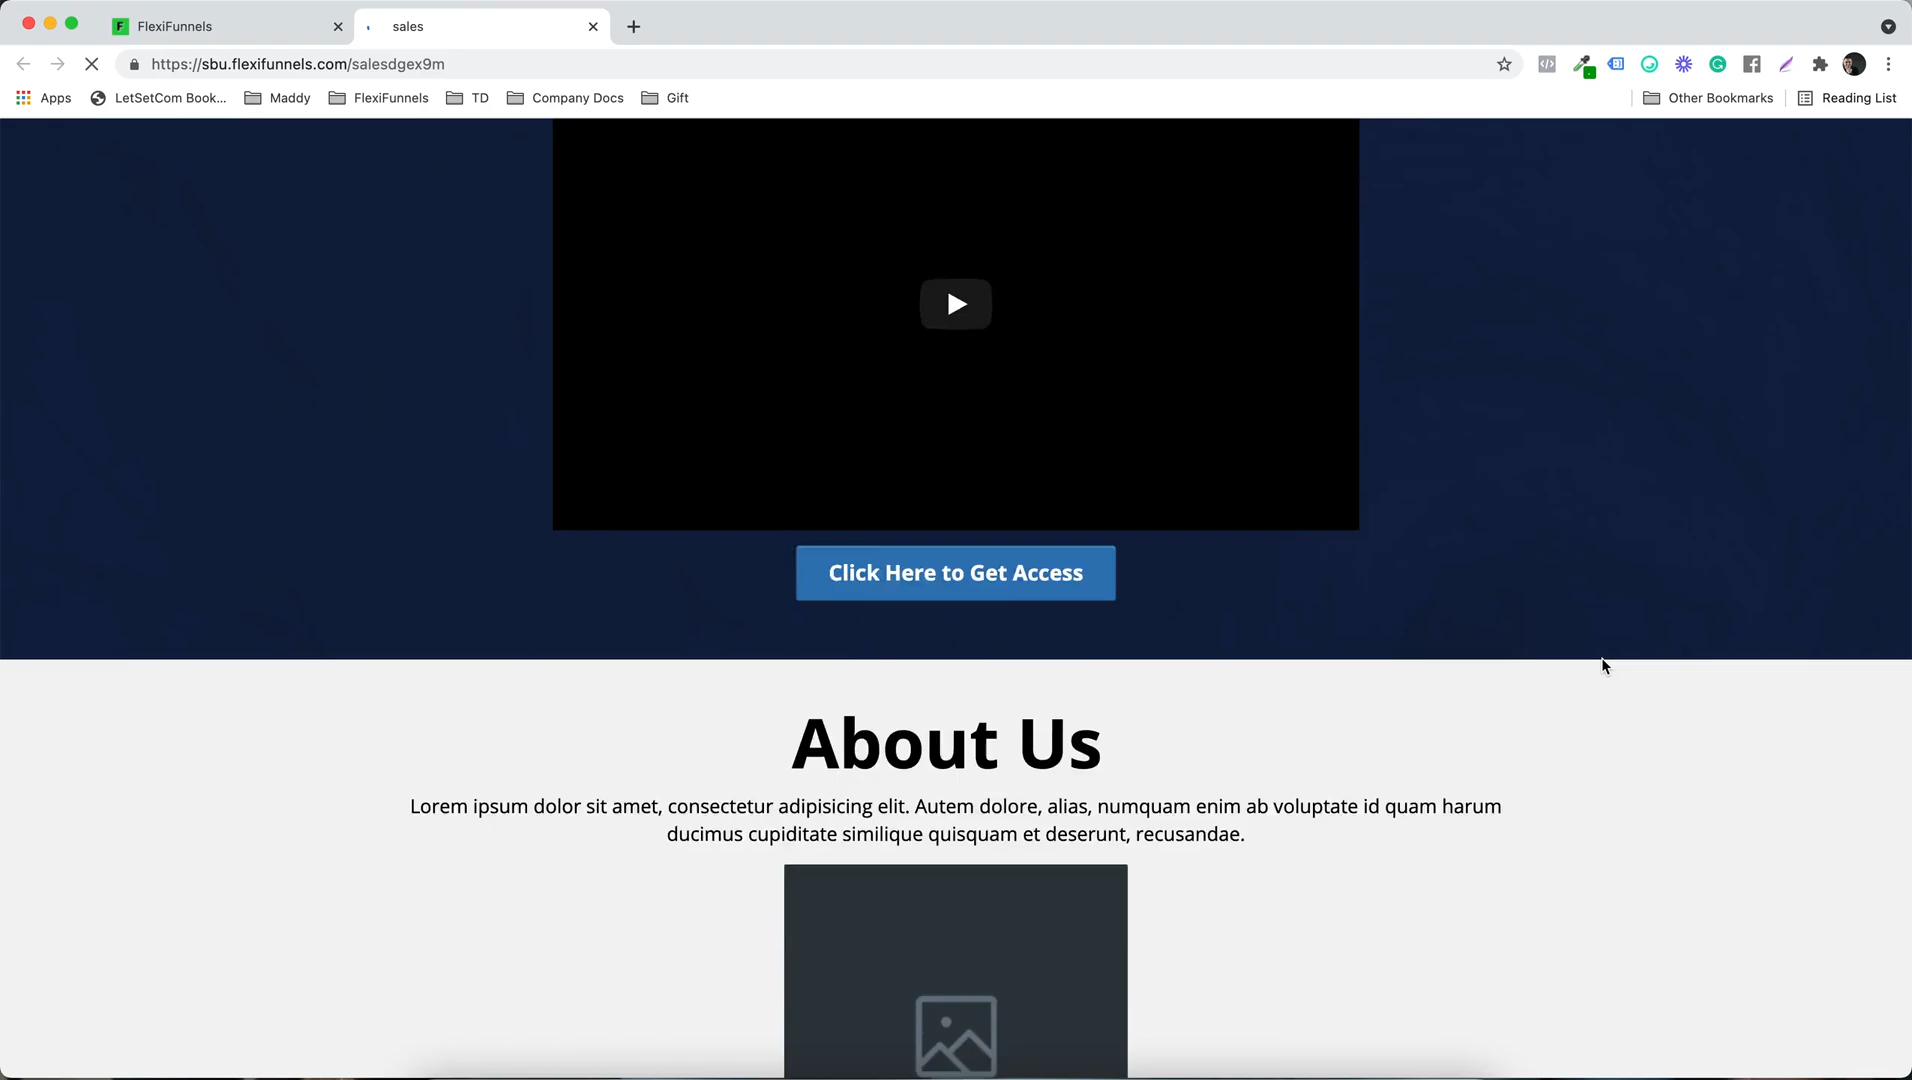 FlexiFunnels
sales
https://sbu.flexifunnels.com/salesdgex9m
Apps
LetSetCom Book...
Maddy
FlexiFunnels
TD
Company Docs
Gift
Other Bookmarks
Reading List
Click Here to Get Access
About Us
Lorem ipsum dolor sit amet, consectetur adipisicing elit. Autem dolore, alias, numquam enim ab voluptate id quam harum
ducimus cupiditate similique quisquam et deserunt, recusandae.